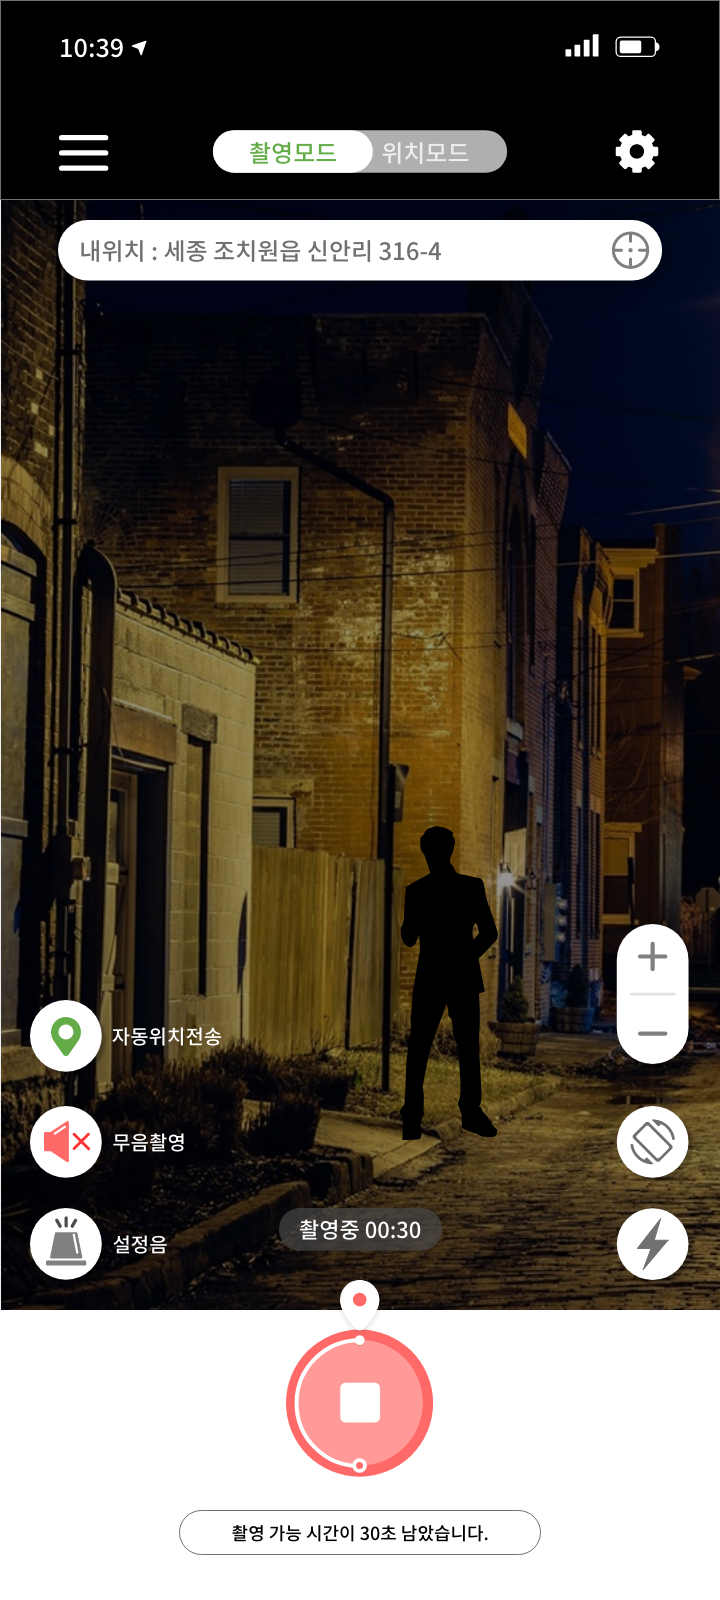 10:39
촬영모드 위치모드
내위치 : 세종 조치원읍 신안리 316-4
자동위치전송
무음촬영
설정음
촬영중 00:30
촬영 가능 시간이 30초 남았습니다.